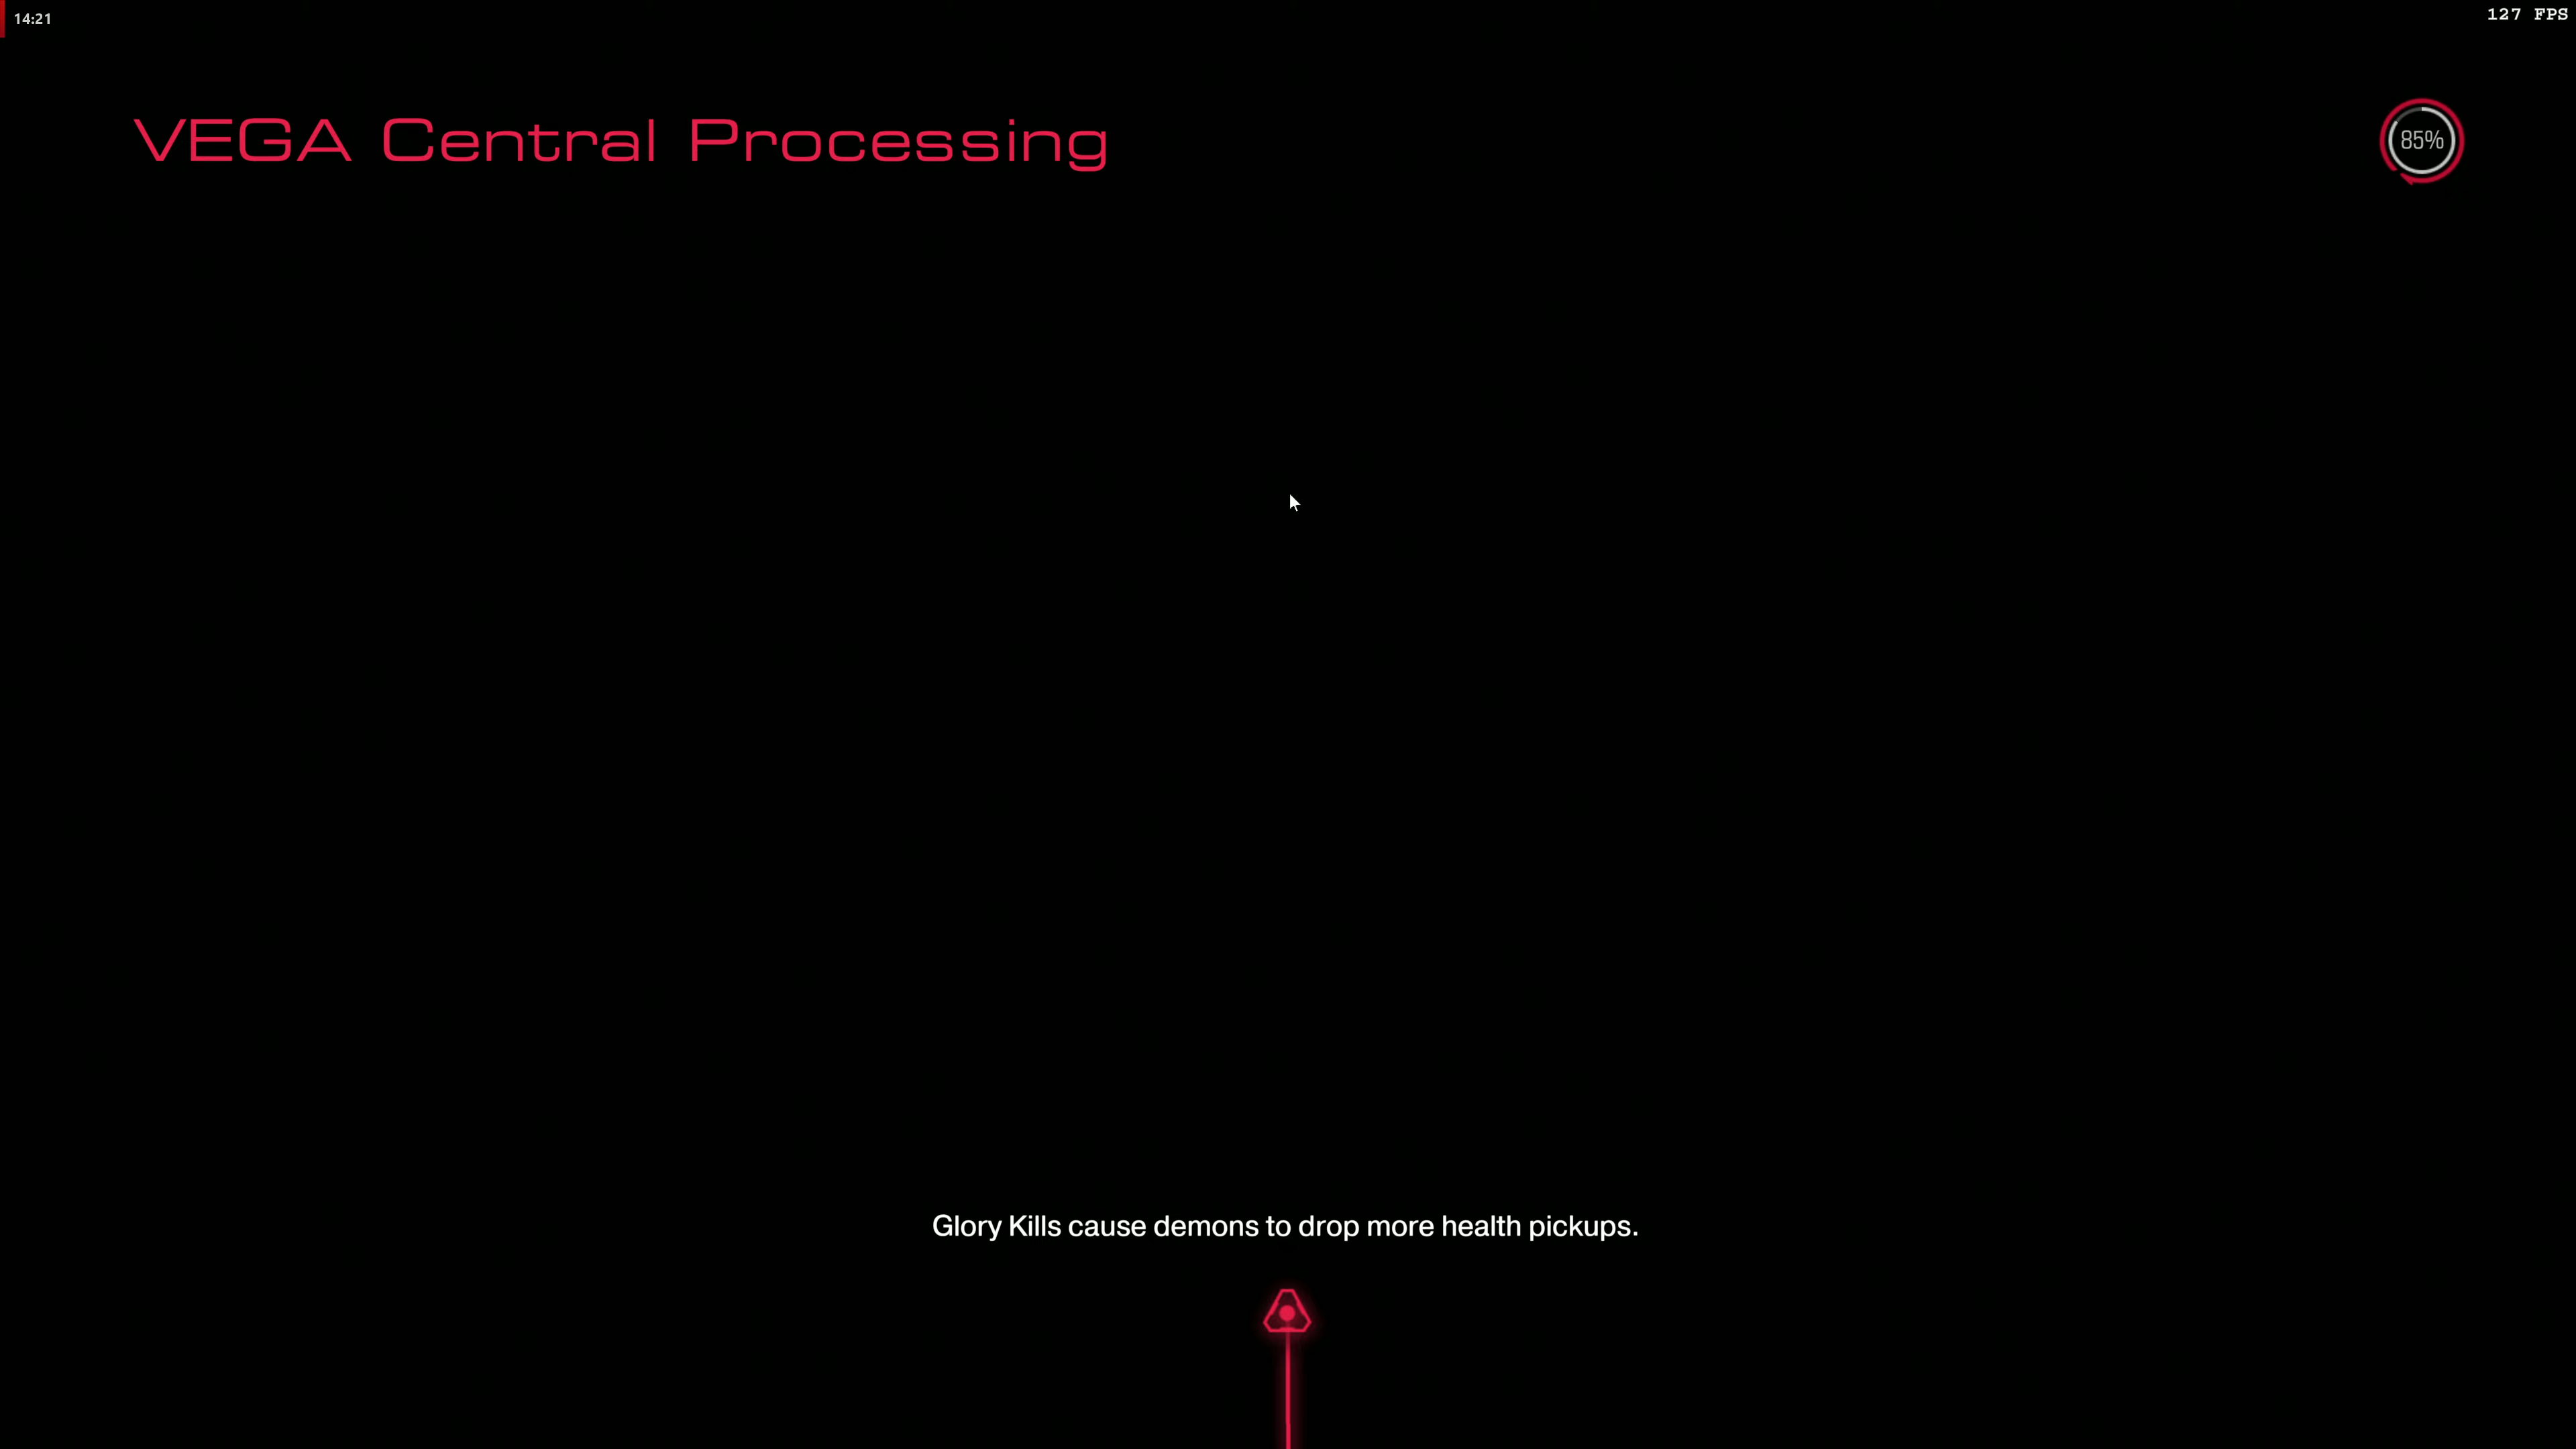 14:21
127 FPS
VEGA Central Processing
85%
Glory Kills cause demons to drop more health pickups.